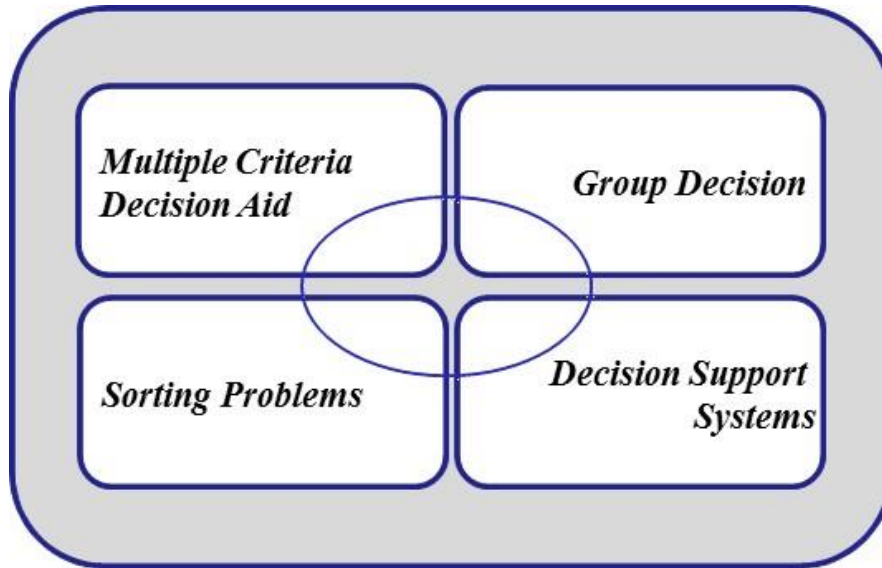 Multiple Criteria
Decision Aid
Group Decision
Sorting Problems
Decision Support
Systems